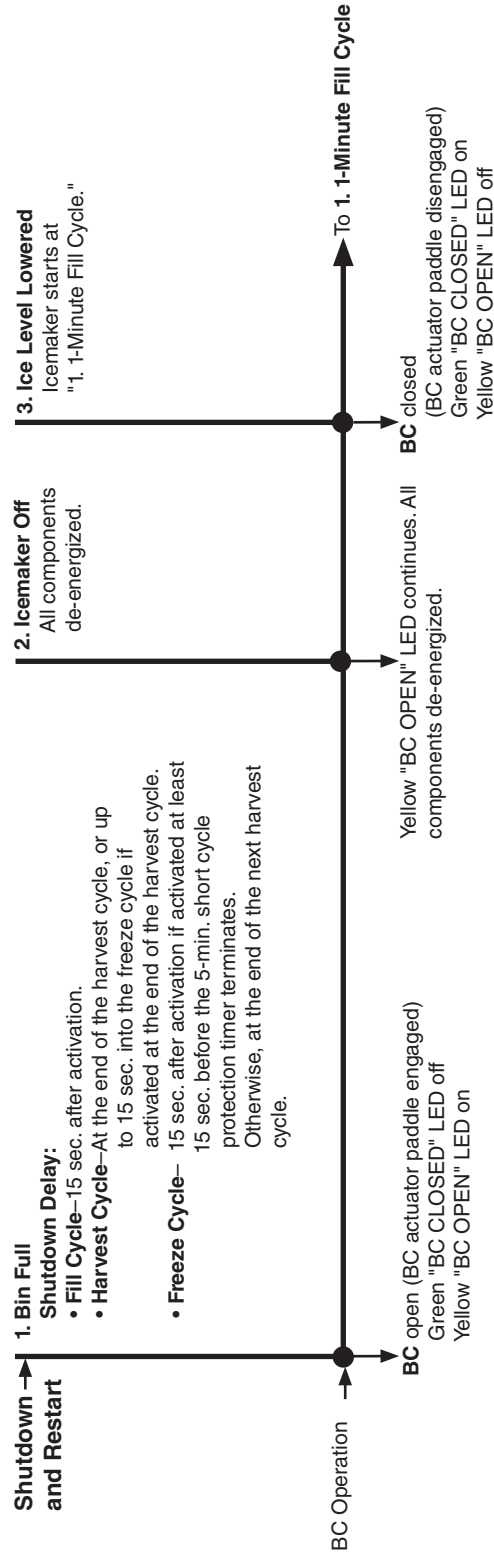 Shutdown
and Restart
1. Bin Full
Shutdown Delay:
• Fill Cycle–15 sec. after activation.
• Harvest Cycle–At the end of the harvest cycle, or up
to 15 sec. into the freeze cycle if
activated at the end of the harvest cycle.
• Freeze Cycle– 15 sec. after activation if activated at least
15 sec. before the 5-min. short cycle
protection timer terminates.
Otherwise, at the end of the next harvest
cycle.
2. Icemaker Off
All components
de-energized.
3. Ice Level Lowered
Icemaker starts at
"1. 1-Minute Fill Cycle."
BC Operation
To 1. 1-Minute Fill Cycle
BC open (BC actuator paddle engaged)
Green "BC CLOSED" LED off
Yellow "BC OPEN" LED on
Yellow "BC OPEN" LED continues. All
components de-energized.
BC closed
(BC actuator paddle disengaged)
Green "BC CLOSED" LED on
Yellow "BC OPEN" LED off